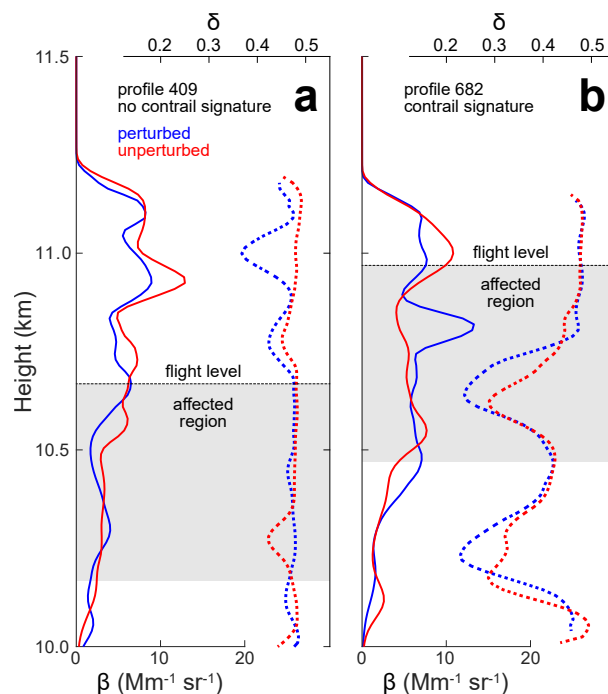 δ δ
0.2 0.3 0.4 0.5 0.2 0.3 0.4 0.5
11.5
profile 409
no contrail signature
a
perturbed
unperturbed
profile 682
contrail signature
b
11.0
flight level
affected
region
flight level
affected
region
10.5
10.0
Height (km)
0 10 20 0 10 20
β (Mm⁻¹ sr⁻¹) β (Mm⁻¹ sr⁻¹)